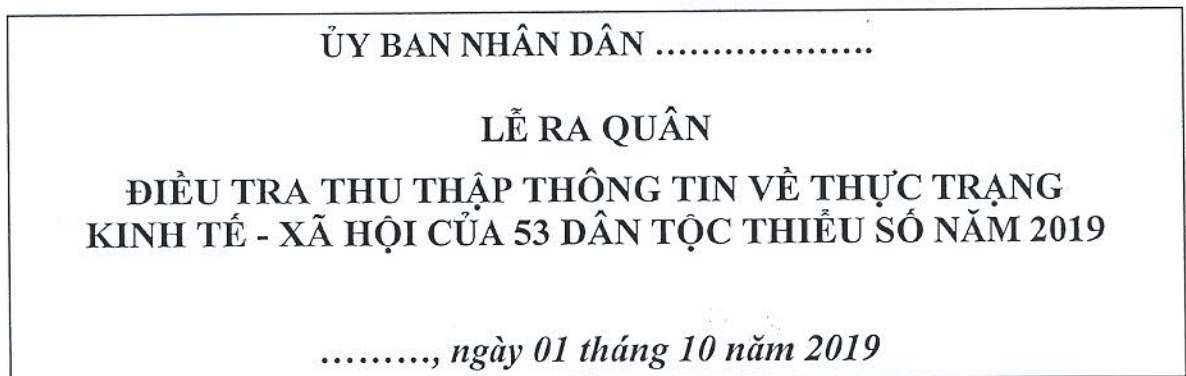 ỦY BAN NHÂN DÂN ...................
LỄ RA QUÂN
ĐIỀU TRA THU THẬP THÔNG TIN VỀ THỰC TRẠNG
KINH TẾ - XÃ HỘI CỦA 53 DÂN TỘC THIỂU SỐ NĂM 2019
........., ngày 01 tháng 10 năm 2019